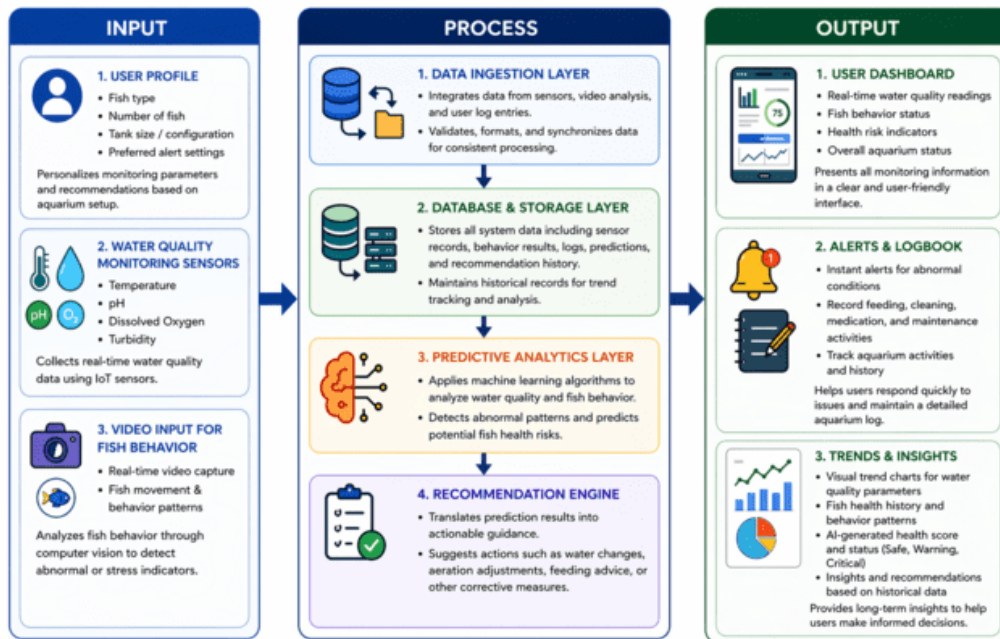 INPUT
1. USER PROFILE
• Fish type
• Number of fish
• Tank size / configuration
• Preferred alert settings
Personalizes monitoring parameters
and recommendations based on
aquarium setup.
2. WATER QUALITY
MONITORING SENSORS
• Temperature
• pH
• Dissolved Oxygen
• Turbidity
pH
O₂
Collects real-time water quality
data using IoT sensors.
3. VIDEO INPUT FOR
FISH BEHAVIOR
• Real-time video capture
• Fish movement &
behavior patterns
Analyzes fish behavior through
computer vision to detect
abnormal or stress indicators.
PROCESS
1. DATA INGESTION LAYER
• Integrates data from sensors, video analysis,
and user log entries.
• Validates, formats, and synchronizes data
for consistent processing.
2. DATABASE & STORAGE LAYER
• Stores all system data including sensor
records, behavior results, logs, predictions,
and recommendation history.
• Maintains historical records for trend
tracking and analysis.
3. PREDICTIVE ANALYTICS LAYER
• Applies machine learning algorithms to
analyze water quality and fish behavior.
• Detects abnormal patterns and predicts
potential fish health risks.
4. RECOMMENDATION ENGINE
• Translates prediction results into
actionable guidance.
• Suggests actions such as water changes,
aeration adjustments, feeding advice, or
other corrective measures.
OUTPUT
1. USER DASHBOARD
75
• Real-time water quality readings
• Fish behavior status
• Health risk indicators
• Overall aquarium status
Presents all monitoring information
in a clear and user-friendly
interface.
2. ALERTS & LOGBOOK
1
• Instant alerts for abnormal
conditions
• Record feeding, cleaning,
medication, and maintenance
activities
• Track aquarium activities
and history
Helps users respond quickly to
issues and maintain a detailed
aquarium log.
3. TRENDS & INSIGHTS
• Visual trend charts for water
quality parameters
• Fish health history and
behavior patterns
• AI-generated health score
and status (Safe, Warning,
Critical)
• Insights and recommendations
based on historical data
Provides long-term insights to help
users make informed decisions.